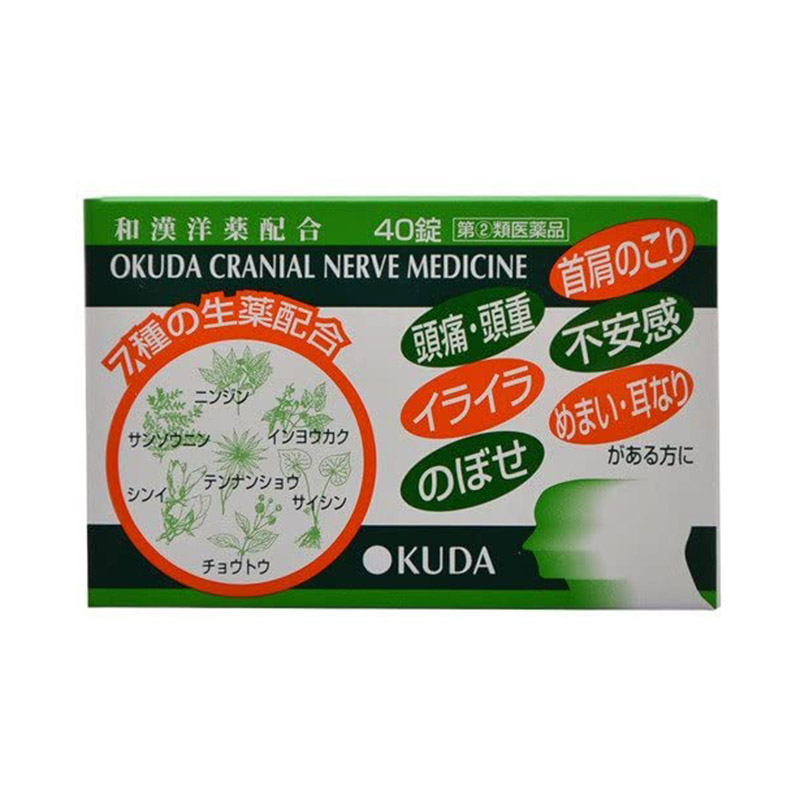 和漢洋薬配合 40錠 指②類医薬品
OKUDA CRANIAL NERVE MEDICINE
7種の生薬配合
ニンジン
サンソウニン インヨウカク
シンイ テンナンショウ サイシン
チョウトウ
首肩のこり
頭痛・頭重
不安感
イライラ
めまい・耳なり
のぼせ
がある方に
OKUDA